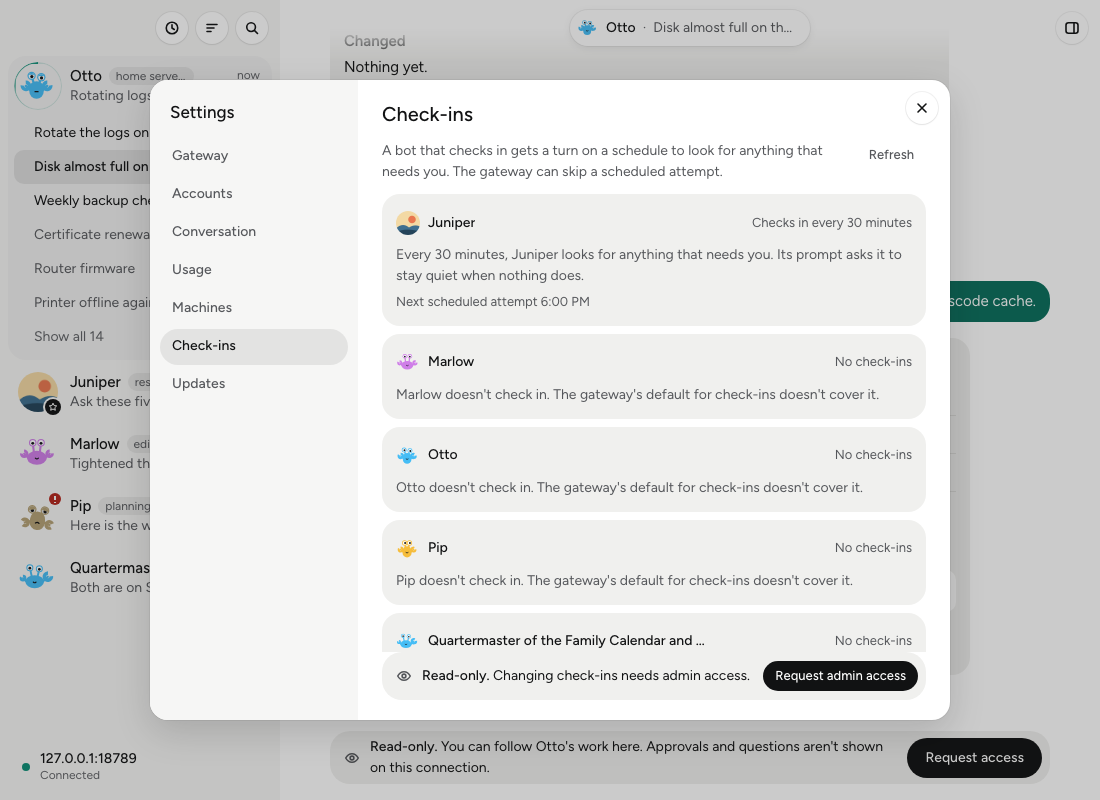 Otto · Disk almost full on th...
Changed
Nothing yet.
Otto home serve... now
Rotating logs
Rotate the logs on
Disk almost full on
Weekly backup che
Certificate renewa
Router firmware
Printer offline again
Show all 14
Juniper res
Ask these fiv
Marlow edi
Tightened th
Pip planning
Here is the w
Quartermas
Both are on S
127.0.0.1:18789
Connected
Settings
Gateway
Accounts
Conversation
Usage
Machines
Check-ins
Updates
Check-ins
A bot that checks in gets a turn on a schedule to look for anything that
needs you. The gateway can skip a scheduled attempt.
Refresh
Juniper Checks in every 30 minutes
Every 30 minutes, Juniper looks for anything that needs you. Its prompt asks it to
stay quiet when nothing does.
Next scheduled attempt 6:00 PM
Marlow No check-ins
Marlow doesn't check in. The gateway's default for check-ins doesn't cover it.
Otto No check-ins
Otto doesn't check in. The gateway's default for check-ins doesn't cover it.
Pip No check-ins
Pip doesn't check in. The gateway's default for check-ins doesn't cover it.
Quartermaster of the Family Calendar and ... No check-ins
Read-only. Changing check-ins needs admin access. Request admin access
scode cache.
Read-only. You can follow Otto's work here. Approvals and questions aren't shown
on this connection.
Request access